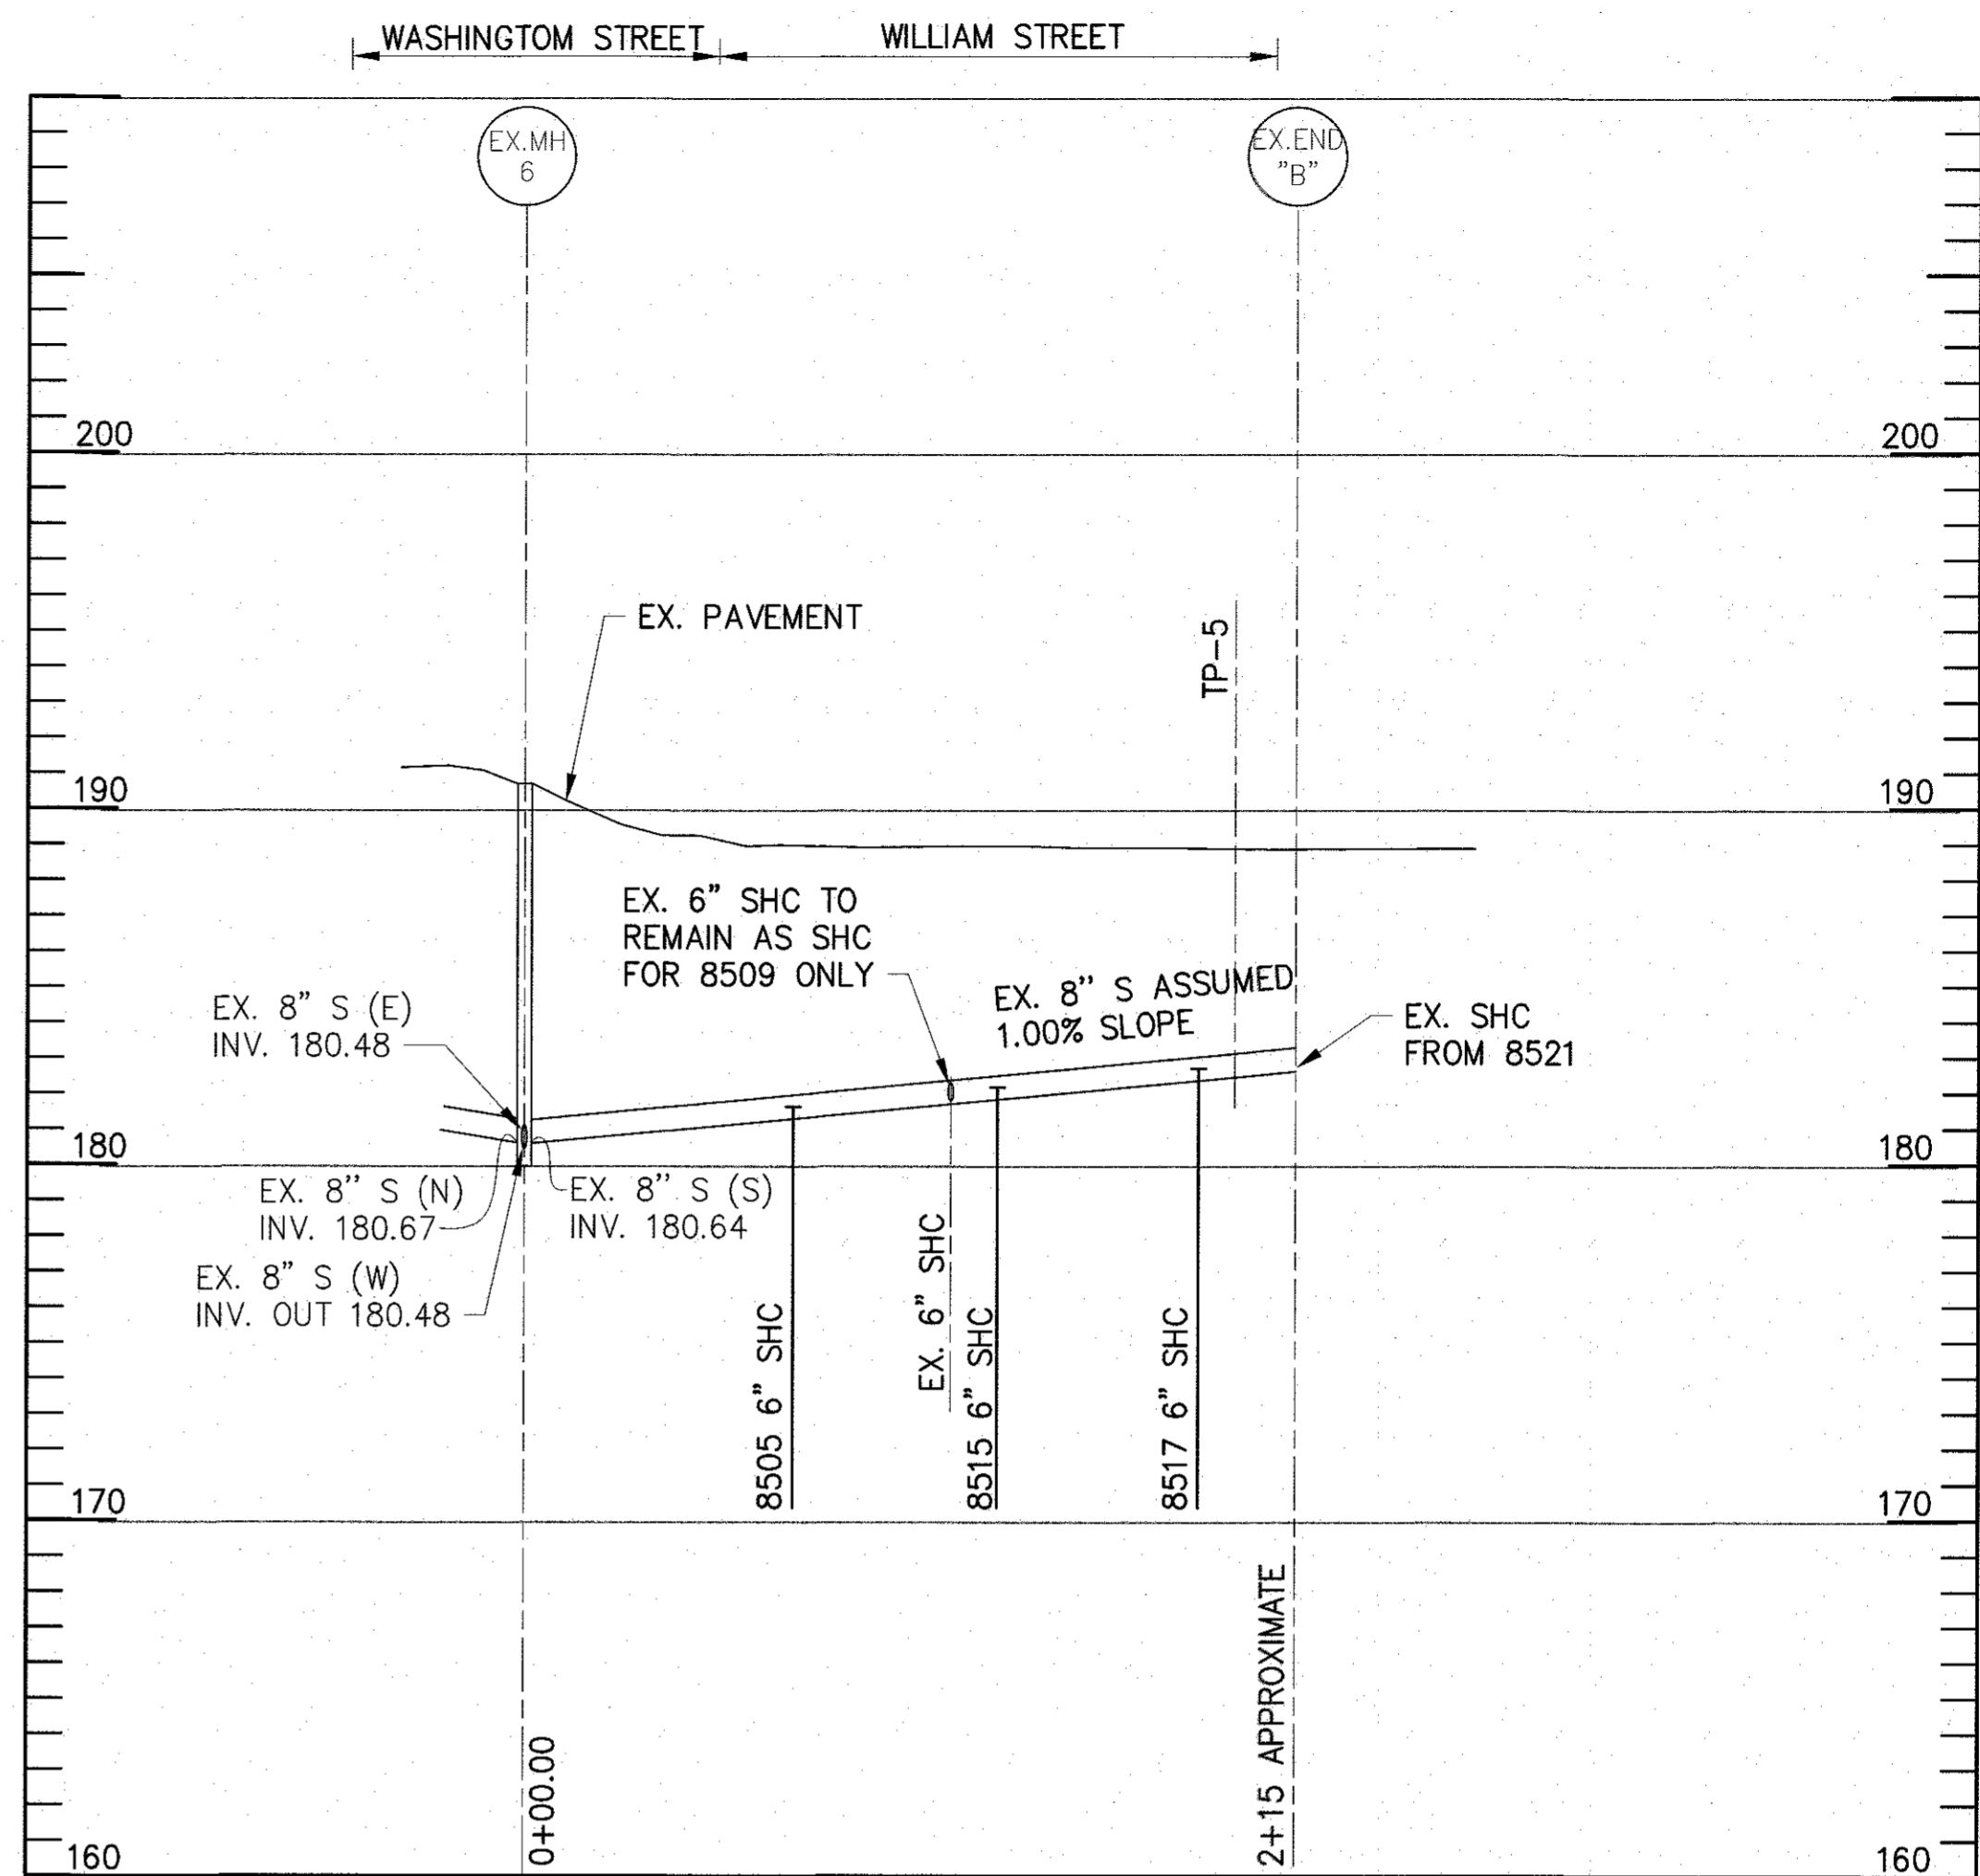 WASHINGTOM STREET
WILLIAM STREET
EX.MH
6
EX.END
"B"
200
200
EX. PAVEMENT
TP-5
190
190
EX. 6" SHC TO
REMAIN AS SHC
FOR 8509 ONLY
EX. 8" S ASSUMED
1.00% SLOPE
EX. 8" S (E)
INV. 180.48
EX. SHC
FROM 8521
180
180
EX. 8" S (N)
INV. 180.67
EX. 8" S (S)
INV. 180.64
EX. 8" S (W)
INV. OUT 180.48
8505 6" SHC
EX. 6" SHC
8515 6" SHC
8517 6" SHC
170
170
0+00.00
2+15 APPROXIMATE
160
160